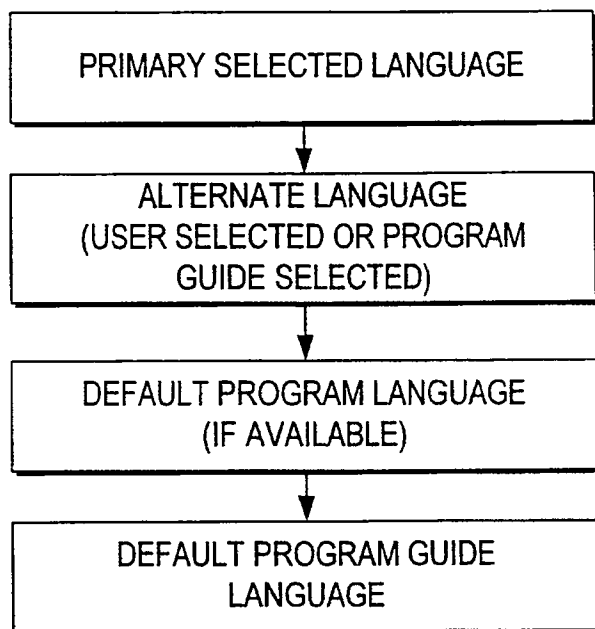 PRIMARY SELECTED LANGUAGE
ALTERNATE LANGUAGE
(USER SELECTED OR PROGRAM
GUIDE SELECTED)
DEFAULT PROGRAM LANGUAGE
(IF AVAILABLE)
DEFAULT PROGRAM GUIDE
LANGUAGE